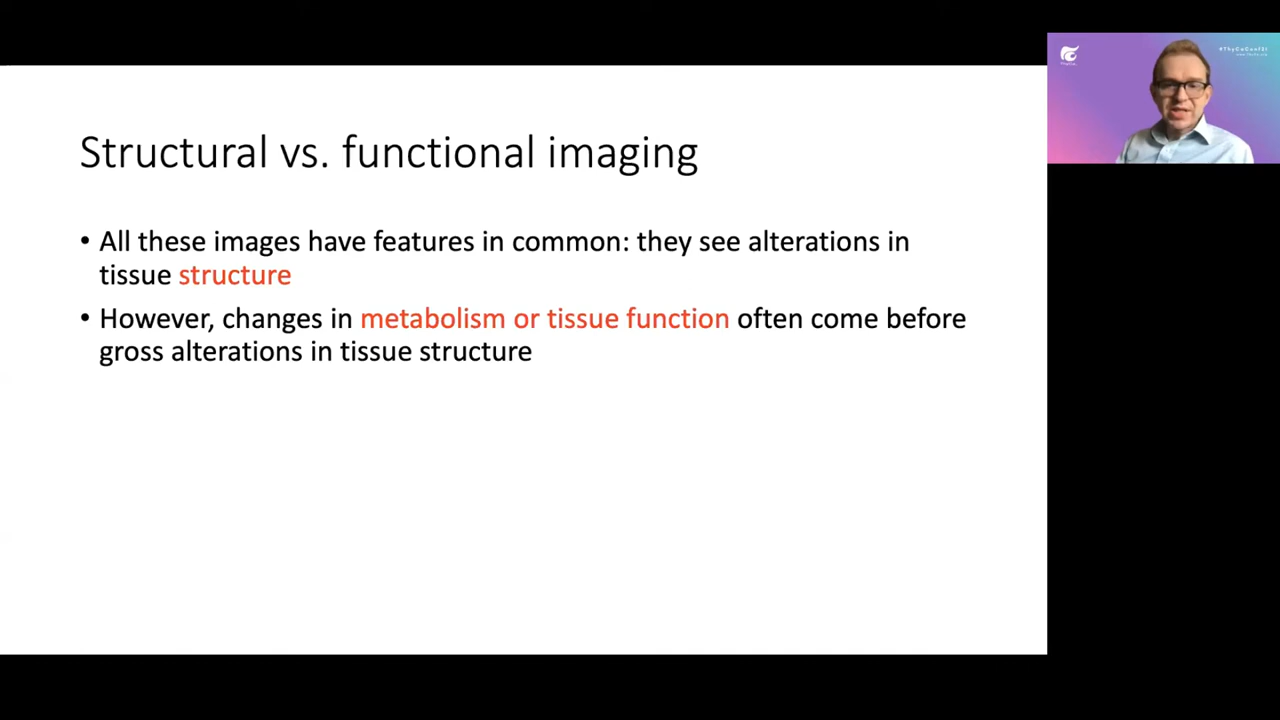 Structural vs. functional imaging
• All these images have features in common: they see alterations in
tissue structure
• However, changes in metabolism or tissue function often come before
gross alterations in tissue structure